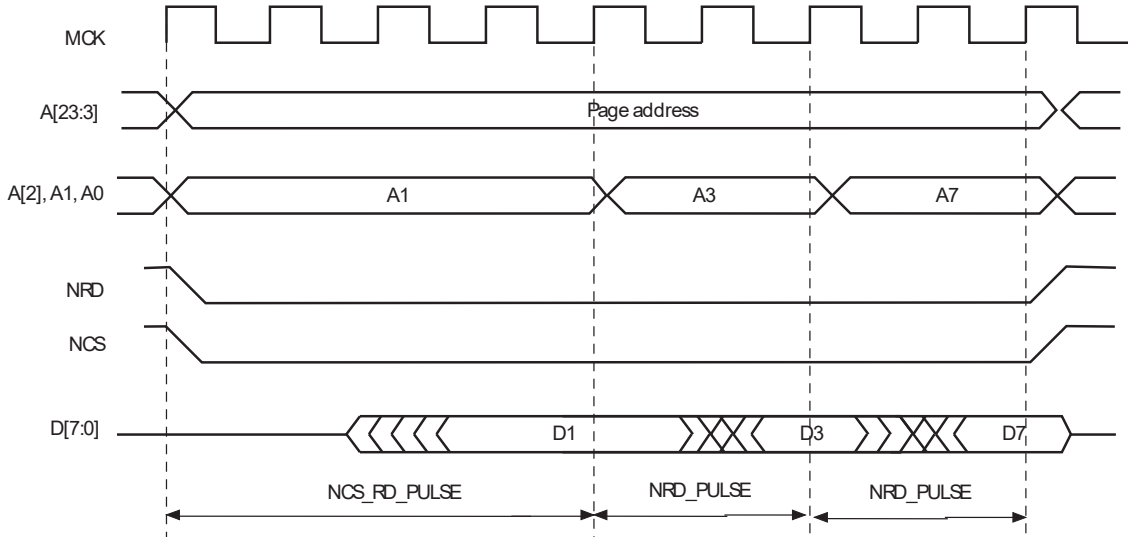 MCK
A[23:3]
Page address
A[2], A1, A0
A1
A3
A7
NRD
NCS
D[7:0]
D1
D3
D7
NCS_RD_PULSE
NRD_PULSE
NRD_PULSE